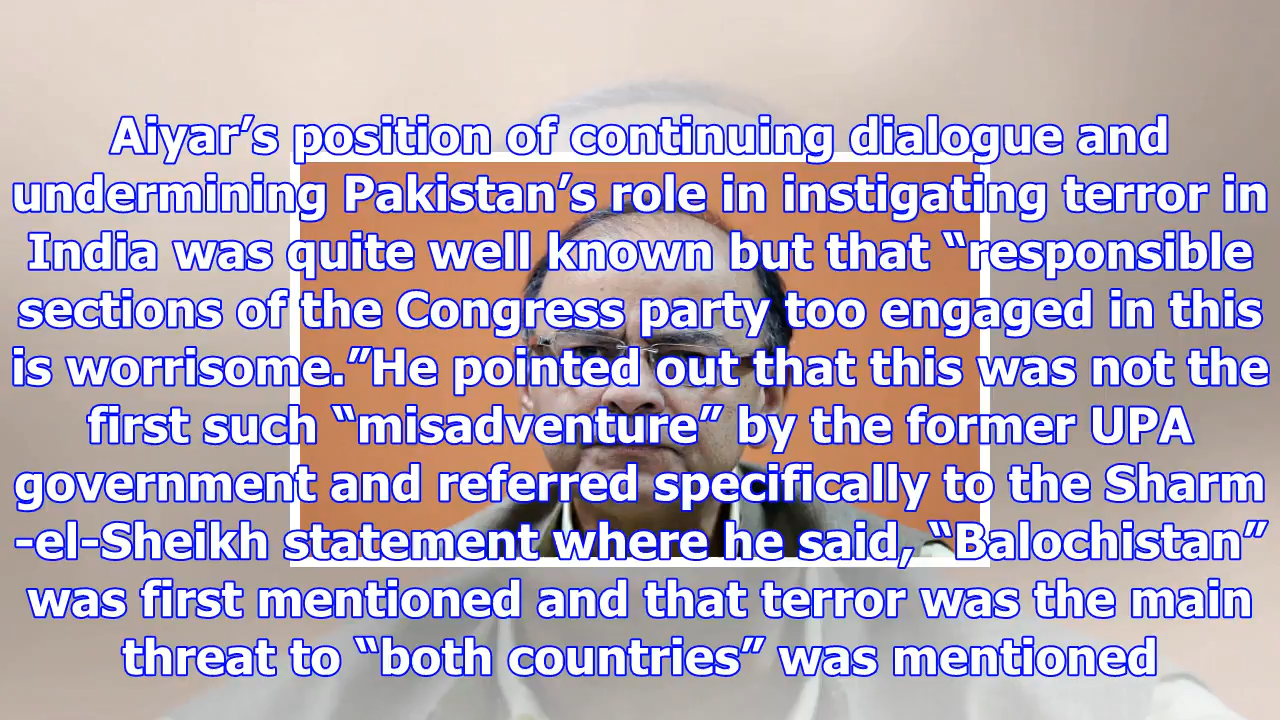 Aiyar’s position of continuing dialogue and
undermining Pakistan’s role in instigating terror in
India was quite well known but that “responsible
sections of the Congress party too engaged in this
is worrisome.”He pointed out that this was not the
first such “misadventure” by the former UPA
government and referred specifically to the Sharm
-el-Sheikh statement where he said, “Balochistan”
was first mentioned and that terror was the main
threat to “both countries” was mentioned